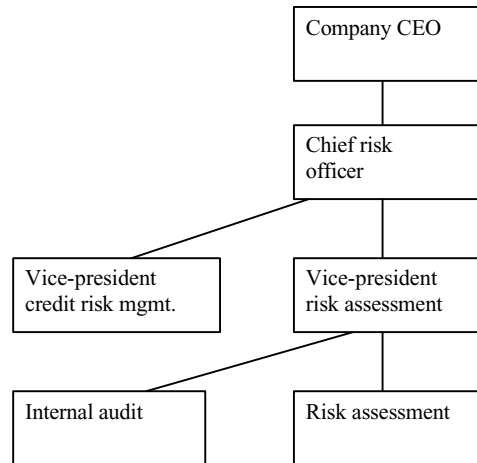 Company CEO
Chief risk
officer
Vice-president
credit risk mgmt.
Vice-president
risk assessment
Internal audit
Risk assessment